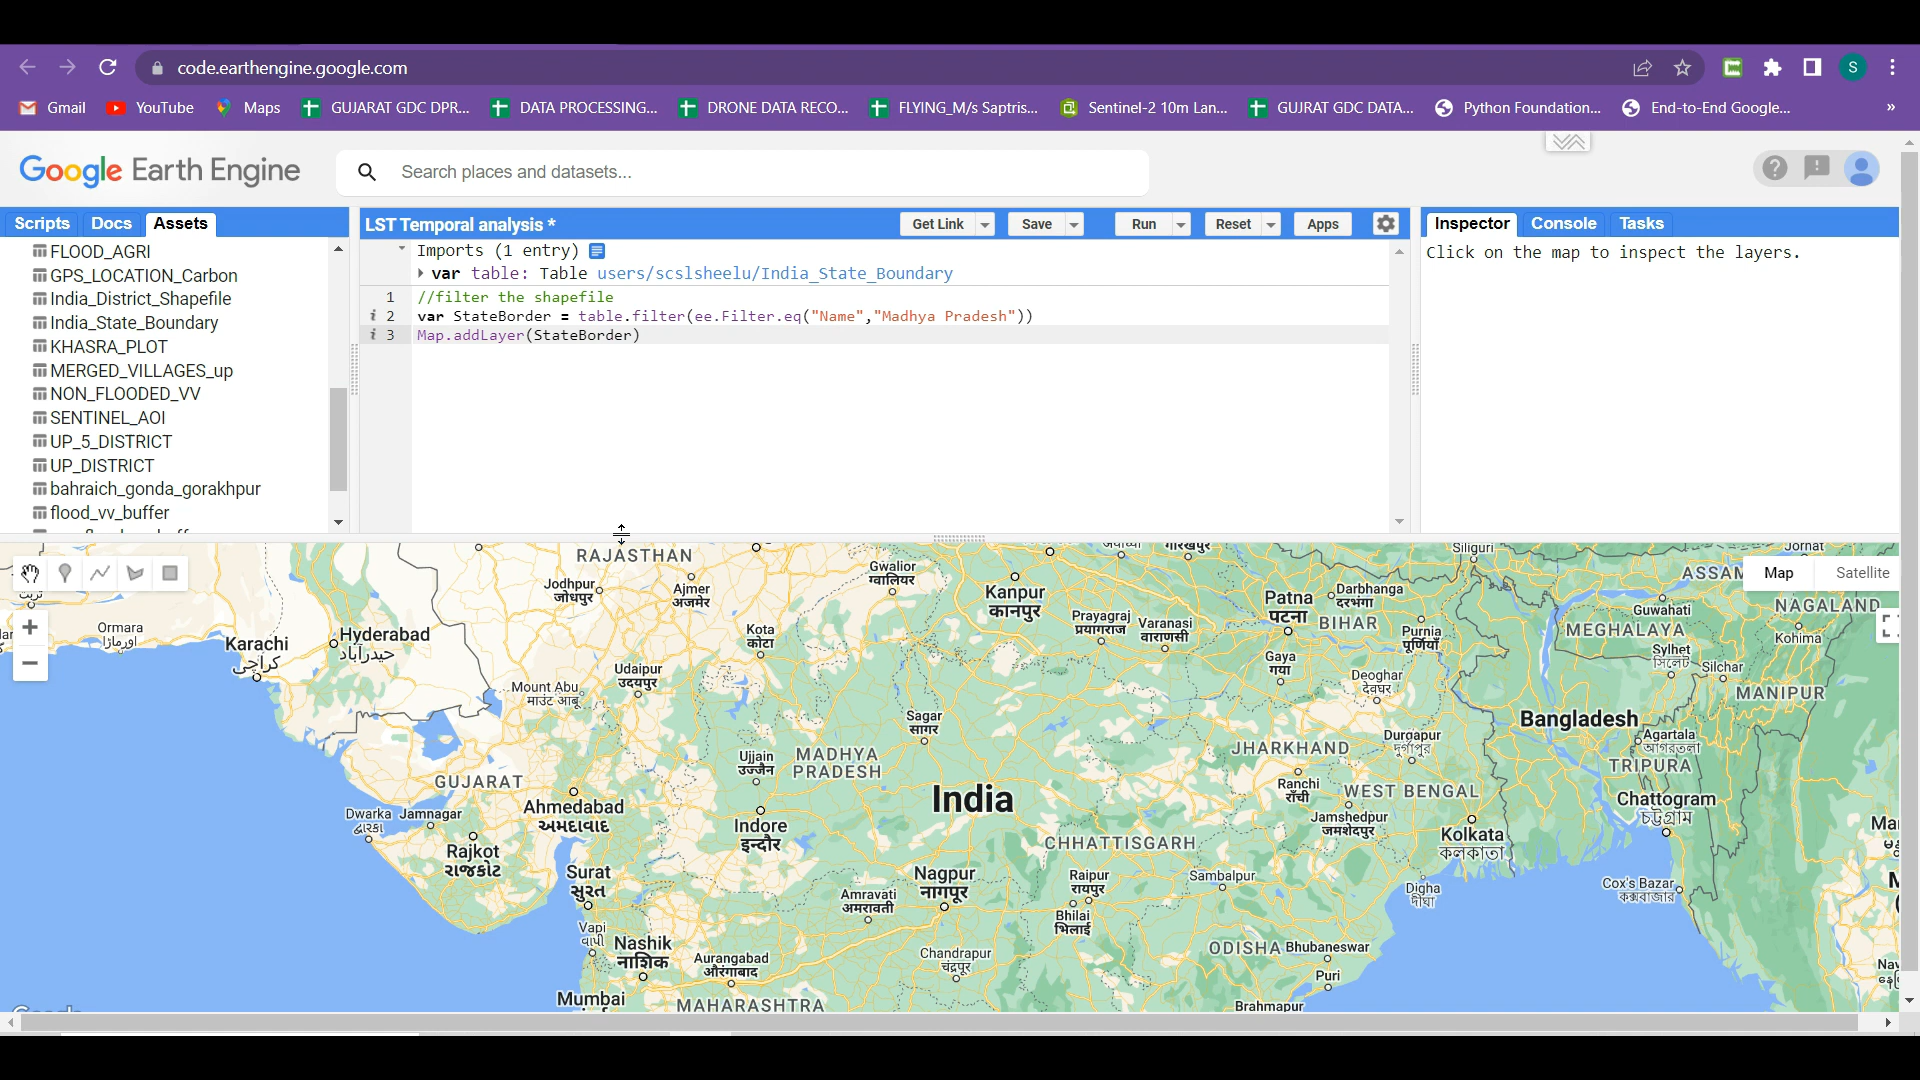 code.earthengine.google.com
S
Gmail YouTube Maps GUJARAT GDC DPR... DATA PROCESSING... DRONE DATA RECO... FLYING_M/s Saptris... Sentinel-2 10m Lan... GUJRAT GDC DATA... Python Foundation... End-to-End Google... »
Google Earth Engine
Search places and datasets...
Scripts Docs Assets
FLOOD_AGRI
GPS_LOCATION_Carbon
India_District_Shapefile
India_State_Boundary
KHASRA_PLOT
MERGED_VILLAGES_up
NON_FLOODED_VV
SENTINEL_AOI
UP_5_DISTRICT
UP_DISTRICT
bahraich_gonda_gorakhpur
flood_vv_buffer
LST Temporal analysis *
Get Link Save Run Reset Apps
Imports (1 entry)
var table: Table users/scslsheelu/India_State_Boundary
1 //filter the shapefile
i 2 var StateBorder = table.filter(ee.Filter.eq("Name","Madhya Pradesh"))
i 3 Map.addLayer(StateBorder)
Inspector Console Tasks
Click on the map to inspect the layers.
Map Satellite
RAJASTHAN
Siliguri
Jorhat
Gwalior
ग्वालियर
ASSAM
Jodhpur
जोधपुर
Ajmer
अजमेर
Kanpur
कानपुर
Patna
पटना
Darbhanga
दरभंगा
Guwahati
NAGALAND
Ormara
اورماڑا
Karachi
کراچی
Hyderabad
حیدرآباد
Kota
कोटा
Prayagraj
प्रयागराज
Varanasi
वाराणसी
BIHAR
Purnia
पूर्णियाँ
MEGHALAYA
Kohima
Udaipur
उदयपुर
Gaya
गया
Sylhet
সিলেট
Silchar
Mount Abu
माउंट आबू
Deoghar
देवघर
MANIPUR
Sagar
सागर
Bangladesh
Durgapur
দুর্গাপুর
Agartala
আগরতলা
Ujjain
उज्जैन
MADHYA
PRADESH
JHARKHAND
TRIPURA
GUJARAT
India
Ranchi
राँची
WEST BENGAL
Chattogram
চট্টগ্রাম
Ahmedabad
અમદાવાદ
Dwarka
દ્વારકા
Jamnagar
Indore
इन्दौर
Jamshedpur
जमशेदपुर
Kolkata
কলকাতা
CHHATTISGARH
Rajkot
રાજકોટ
Surat
સુરત
Nagpur
नागपूर
Raipur
रायपुर
Sambalpur
Digha
দীঘা
Cox's Bazar
কক্সবাজার
Amravati
अमरावती
Bhilai
भिलाई
Vapi
વાપી
Nashik
नाशिक
Aurangabad
औरंगाबाद
Chandrapur
चंद्रपूर
ODISHA
Bhubaneswar
Puri
Mumbai
MAHARASHTRA
Brahmapur